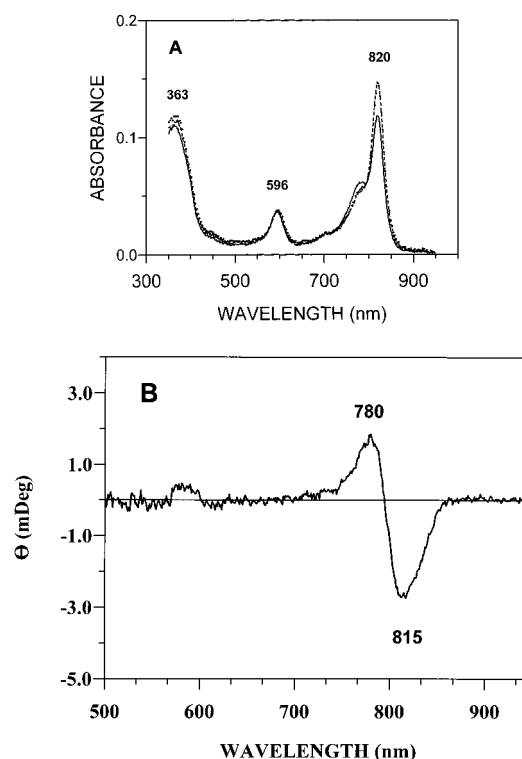 A
0.2
0.1
0.0
ABSORBANCE
363
596
820
300 500 700 900
WAVELENGTH (nm)
B
3.0
1.0
-1.0
-3.0
-5.0
Θ (mDeg)
780
815
500 600 700 800 900
WAVELENGTH (nm)